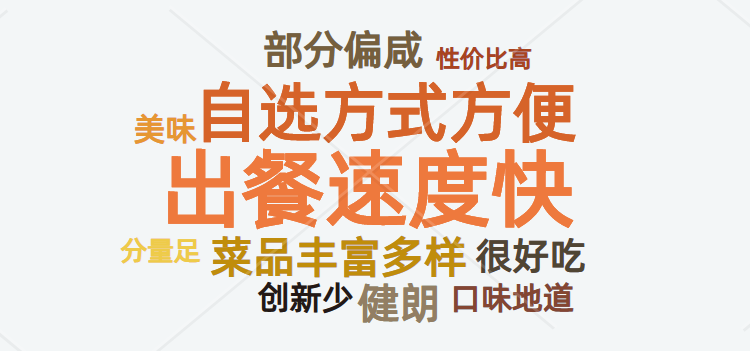 部分偏咸 性价比高
美味 自选方式方便
出餐速度快
分量足 菜品丰富多样 很好吃
创新少 健朗 口味地道